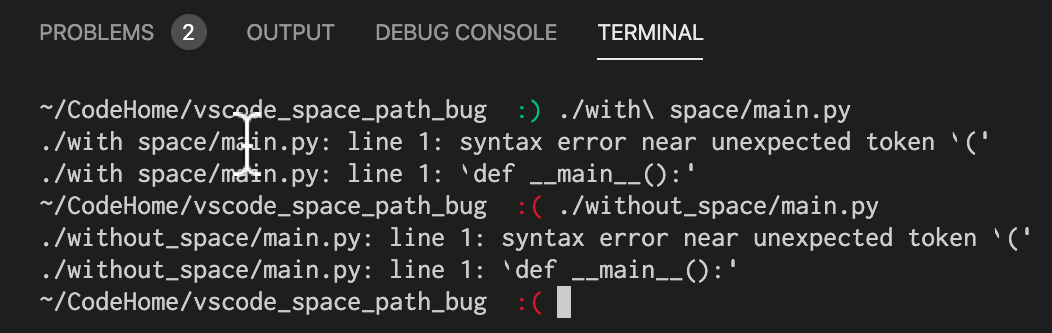 PROBLEMS 2 OUTPUT DEBUG CONSOLE TERMINAL
~/CodeHome/vscode_space_path_bug :) ./with\ space/main.py
./with space/main.py: line 1: syntax error near unexpected token `('
./with space/main.py: line 1: `def __main__():'
~/CodeHome/vscode_space_path_bug :( ./without_space/main.py
./without_space/main.py: line 1: syntax error near unexpected token `('
./without_space/main.py: line 1: `def __main__():'
~/CodeHome/vscode_space_path_bug :(